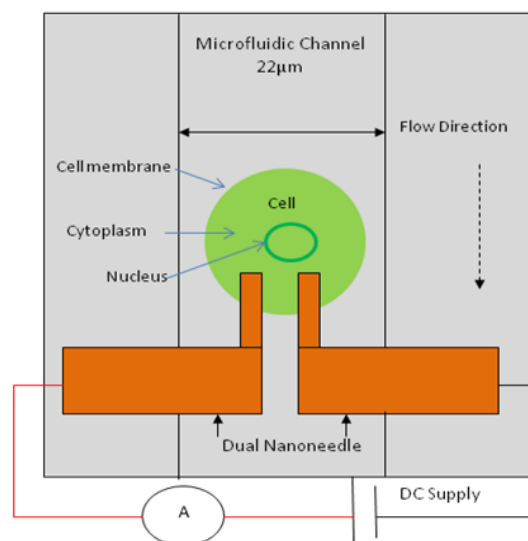 Microfluidic Channel
22μm
Flow Direction
Cell membrane
Cell
Cytoplasm
Nucleus
Dual Nanoneedle
DC Supply
A